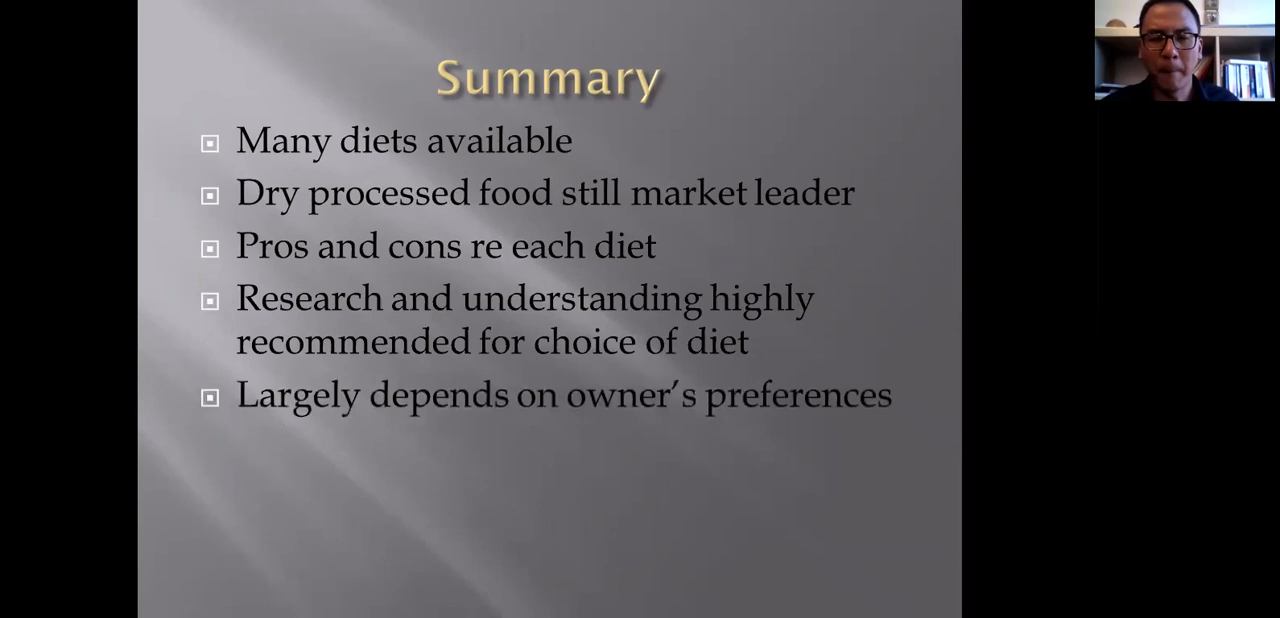 Summary
Many diets available
Dry processed food still market leader
Pros and cons re each diet
Research and understanding highly
recommended for choice of diet
Largely depends on owner’s preferences